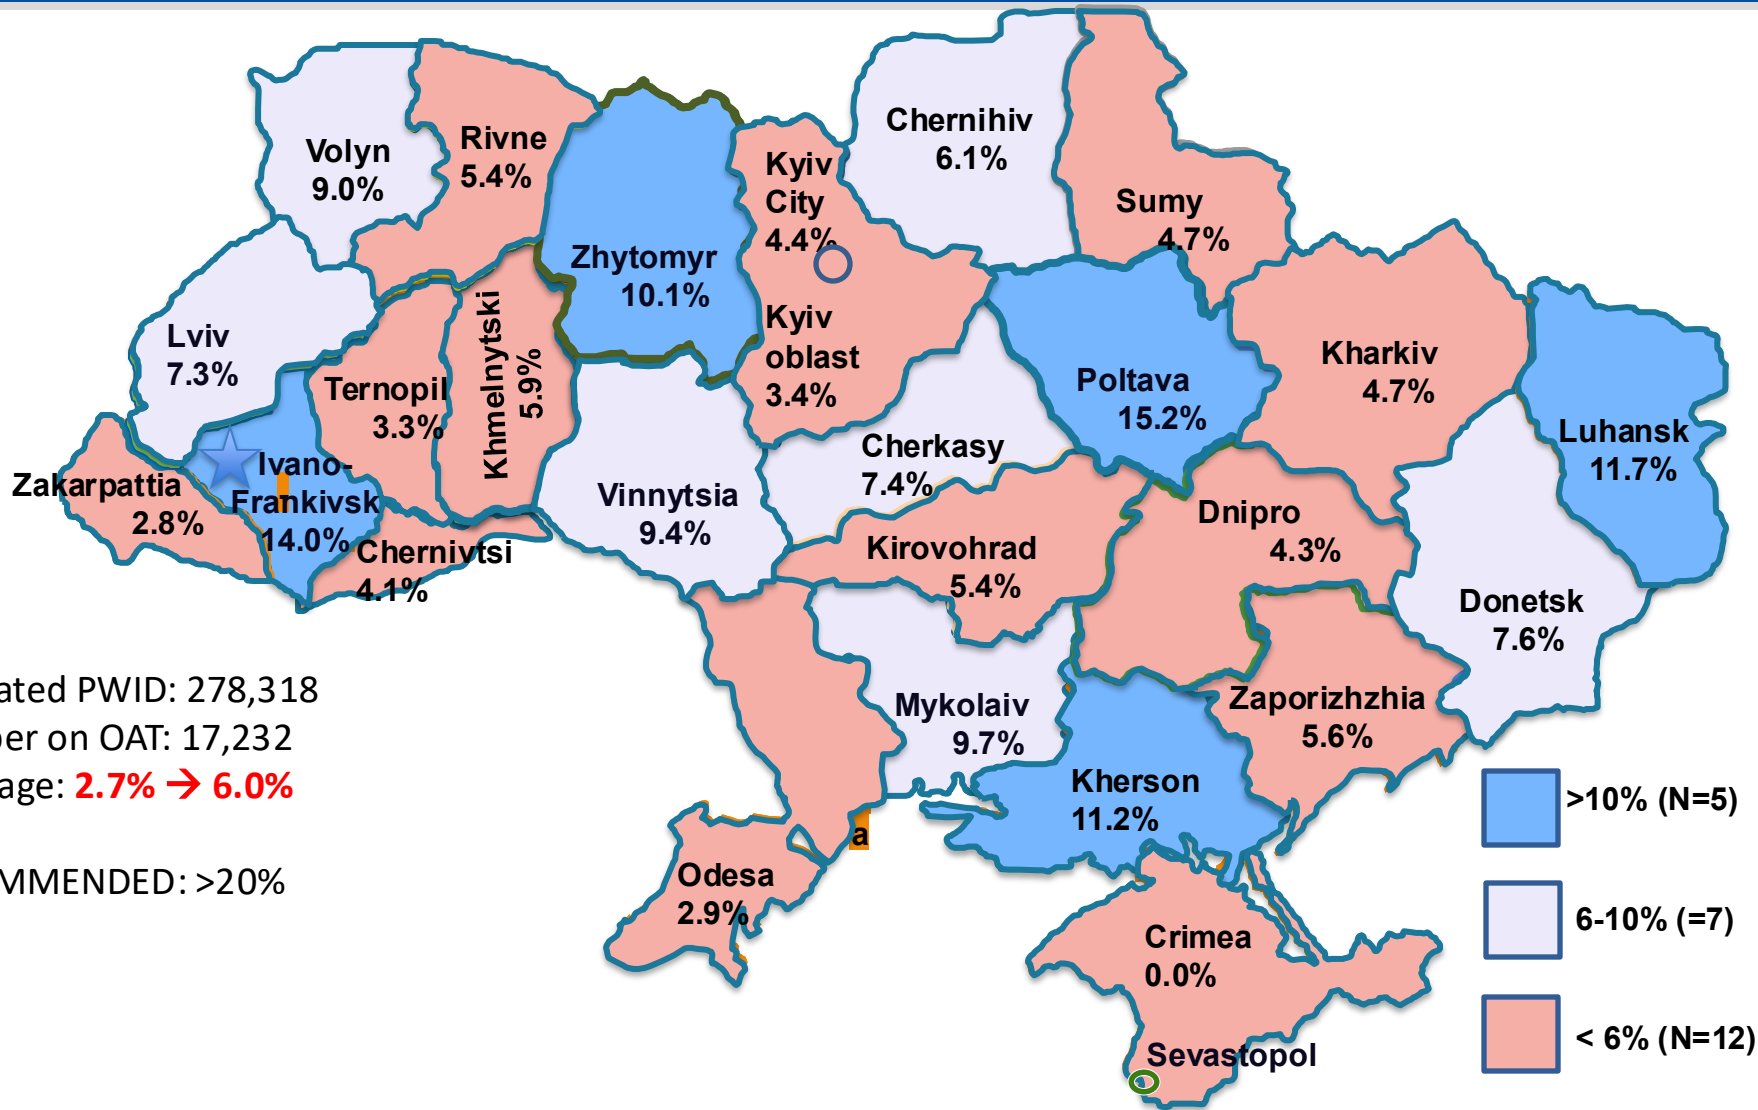 Chernihiv
6.1%
Volyn
9.0%
Rivne
5.4%
Kyiv
City
4.4%
Sumy
4.7%
Zhytomyr
10.1%
Kyiv
oblast
3.4%
Lviv
7.3%
Ternopil
3.3%
Khmelnytski
5.9%
Kharkiv
4.7%
Poltava
15.2%
Luhansk
11.7%
Cherkasy
7.4%
Zakarpattia
2.8%
Ivano-
Frankivsk
14.0%
Chernivtsi
4.1%
Vinnytsia
9.4%
Kirovohrad
5.4%
Dnipro
4.3%
Donetsk
7.6%
Mykolaiv
9.7%
Zaporizhzhia
5.6%
Kherson
11.2%
a
Odesa
2.9%
Crimea
0.0%
Sevastopol
ated PWID: 278,318
ber on OAT: 17,232
age: 2.7% → 6.0%
MMENDED: >20%
>10% (N=5)
6-10% (=7)
< 6% (N=12)